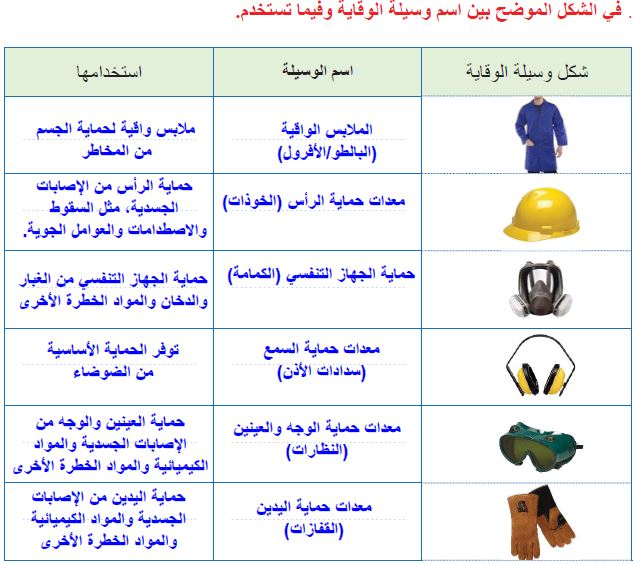 . في الشكل الموضح بين اسم وسيلة الوقاية وفيما تستخدم.
شكل وسيلة الوقاية
اسم الوسيلة
استخدامها
الملابس الواقية
(البالطو/الأفرول)
ملابس واقية لحماية الجسم
من المخاطر
معدات حماية الرأس (الخوذات)
حماية الرأس من الإصابات
الجسدية، مثل السقوط
والاصطدامات والعوامل الجوية.
حماية الجهاز التنفسي (الكمامة)
حماية الجهاز التنفسي من الغبار
والدخان والمواد الخطرة الأخرى
معدات حماية السمع
(سدادات الأذن)
توفر الحماية الأساسية
من الضوضاء
معدات حماية الوجه والعينين
(النظارات)
حماية العينين والوجه من
الإصابات الجسدية والمواد
الكيميائية والمواد الخطرة الأخرى
معدات حماية اليدين
(القفازات)
حماية اليدين من الإصابات
الجسدية والمواد الكيميائية
والمواد الخطرة الأخرى